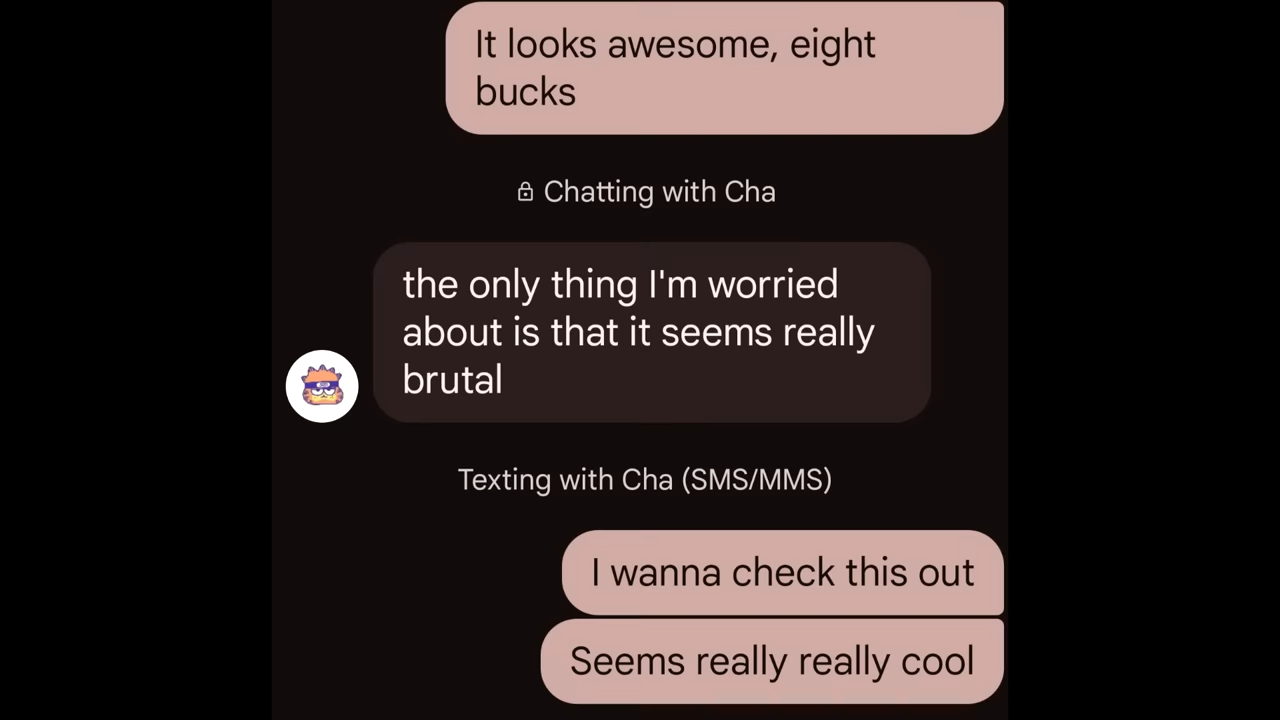 It looks awesome, eight
bucks
Chatting with Cha
the only thing I'm worried
about is that it seems really
brutal
Texting with Cha (SMS/MMS)
I wanna check this out
Seems really really cool